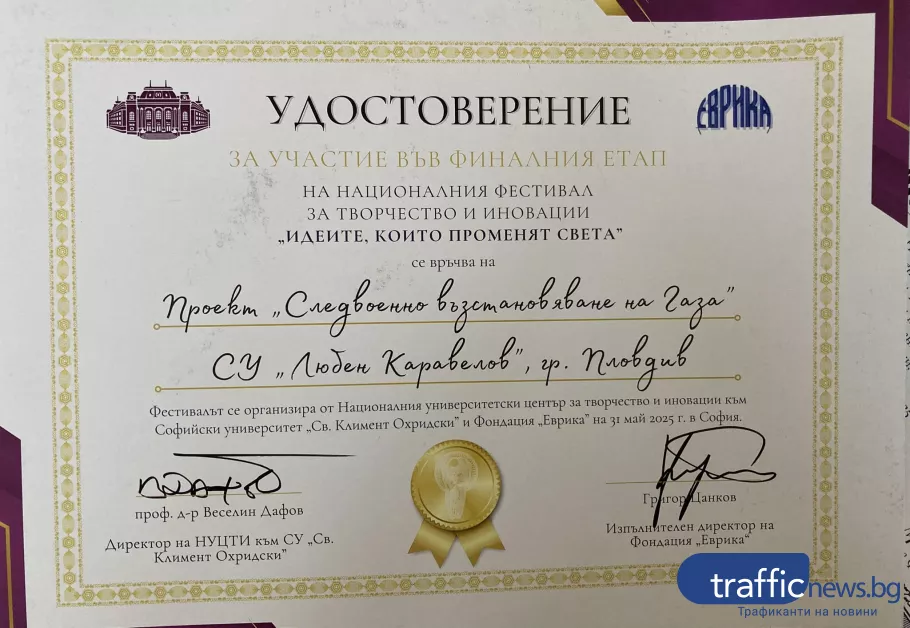 УДОСТОВЕРЕНИЕ
ЕВРИКА
ЗА УЧАСТИЕ ВЪВ ФИНАЛНИЯ ЕТАП
НА НАЦИОНАЛНИЯ ФЕСТИВАЛ
ЗА ТВОРЧЕСТВО И ИНОВАЦИИ
„ИДЕИТЕ, КОИТО ПРОМЕНЯТ СВЕТА”
се връчва на
Проект „Следвоенно възстановяване на Газа”
СУ „Любен Каравелов”, гр. Пловдив
Фестивалът се организира от Националния университетски център за творчество и иновации към
Софийски университет „Св. Климент Охридски” и Фондация „Еврика” на 31 май 2025 г. в София.
проф. д-р Веселин Дафов
Директор на НУЦТИ към СУ „Св.
Климент Охридски”
Григор Цанков
Изпълнителен директор на
Фондация „Еврика“
trafficnews.bg
Трафиканти на новини